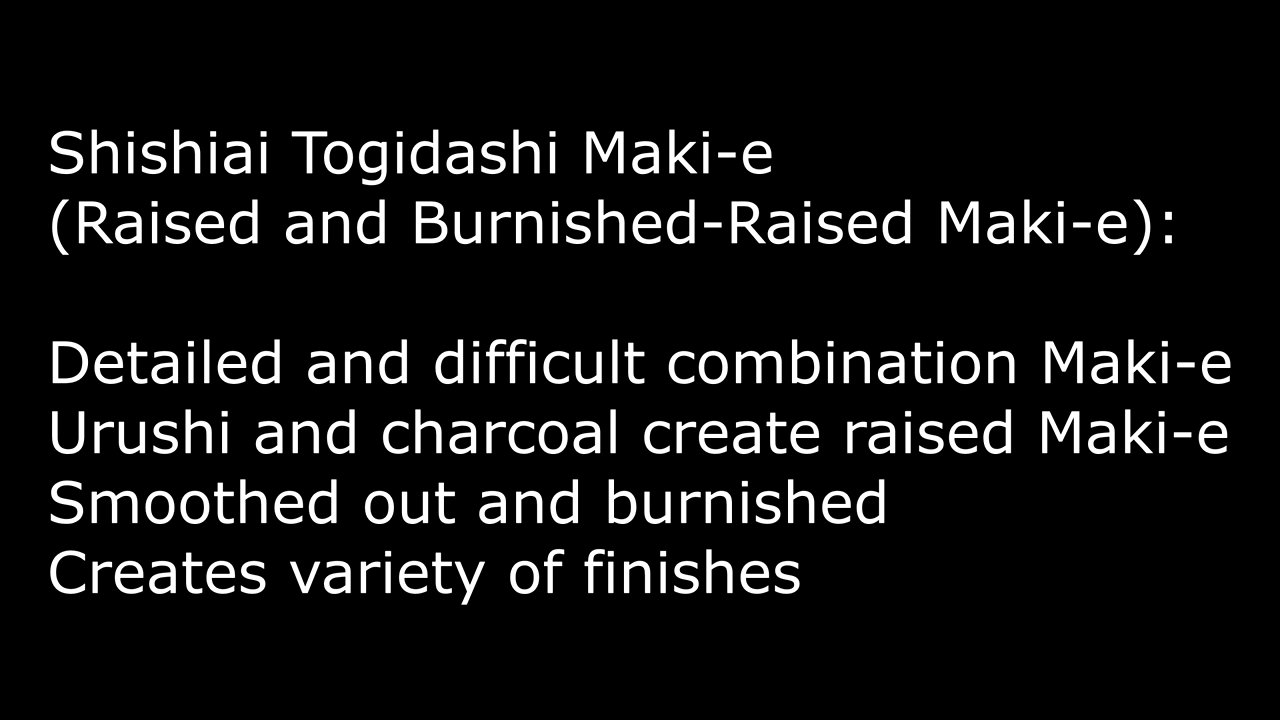 Shishiai Togidashi Maki-e
(Raised and Burnished-Raised Maki-e):
Detailed and difficult combination Maki-e
Urushi and charcoal create raised Maki-e
Smoothed out and burnished
Creates variety of finishes